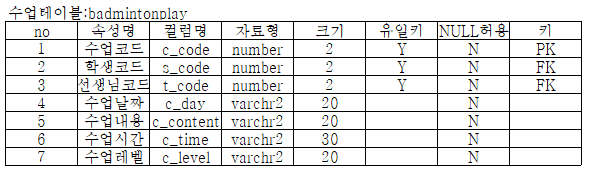 수업테이블:badmintonplay
no 속성명 컬럼명 자료형 크기 유일키 NULL허용 키
1 수업코드 c_code number 2 Y N PK
2 학생코드 s_code number 2 Y N FK
3 선생님코드 t_code number 2 Y N FK
4 수업날짜 c_day varchr2 20 N
5 수업내용 c_content varchr2 20 N
6 수업시간 c_time varchr2 30 N
7 수업레벨 c_level varchr2 20 N